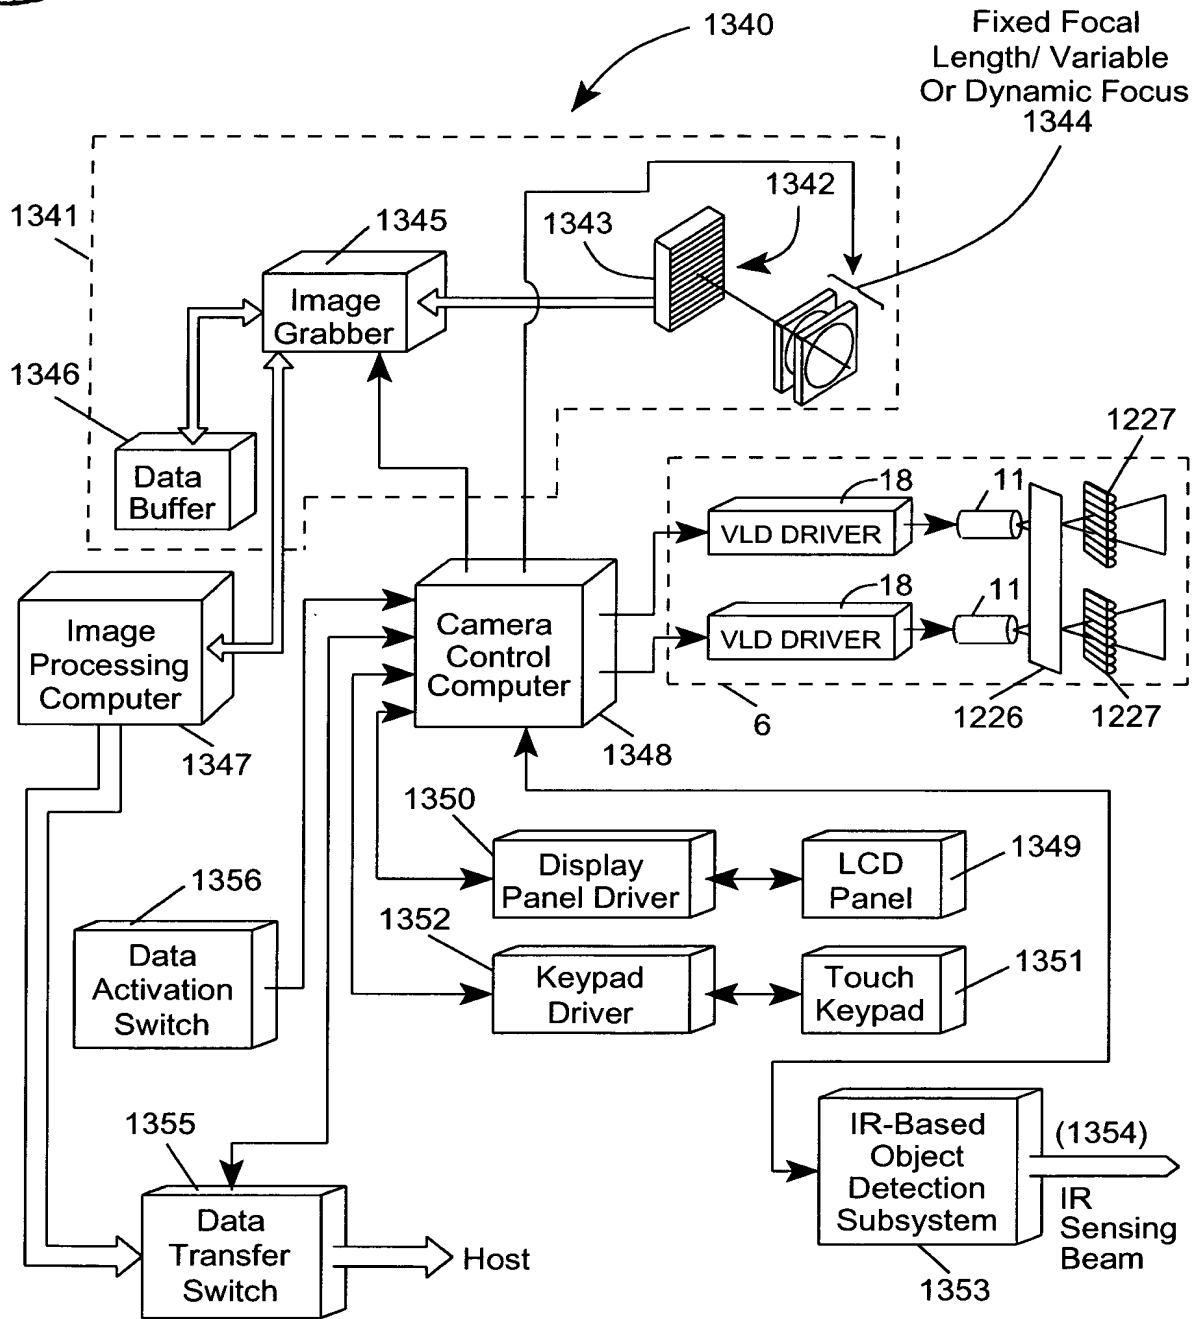 1340
Fixed Focal
Length/ Variable
Or Dynamic Focus
1344
1341
1345
1343
1342
Image
Grabber
1346
Data
Buffer
1227
18
11
VLD DRIVER
18
11
VLD DRIVER
6
1226
1227
Image
Processing
Computer
1347
Camera
Control
Computer
1348
1350
Display
Panel Driver
LCD
Panel
1349
1356
Data
Activation
Switch
1352
Keypad
Driver
Touch
Keypad
1351
1355
Data
Transfer
Switch
Host
IR-Based
Object
Detection
Subsystem
(1354)
IR
Sensing
Beam
1353